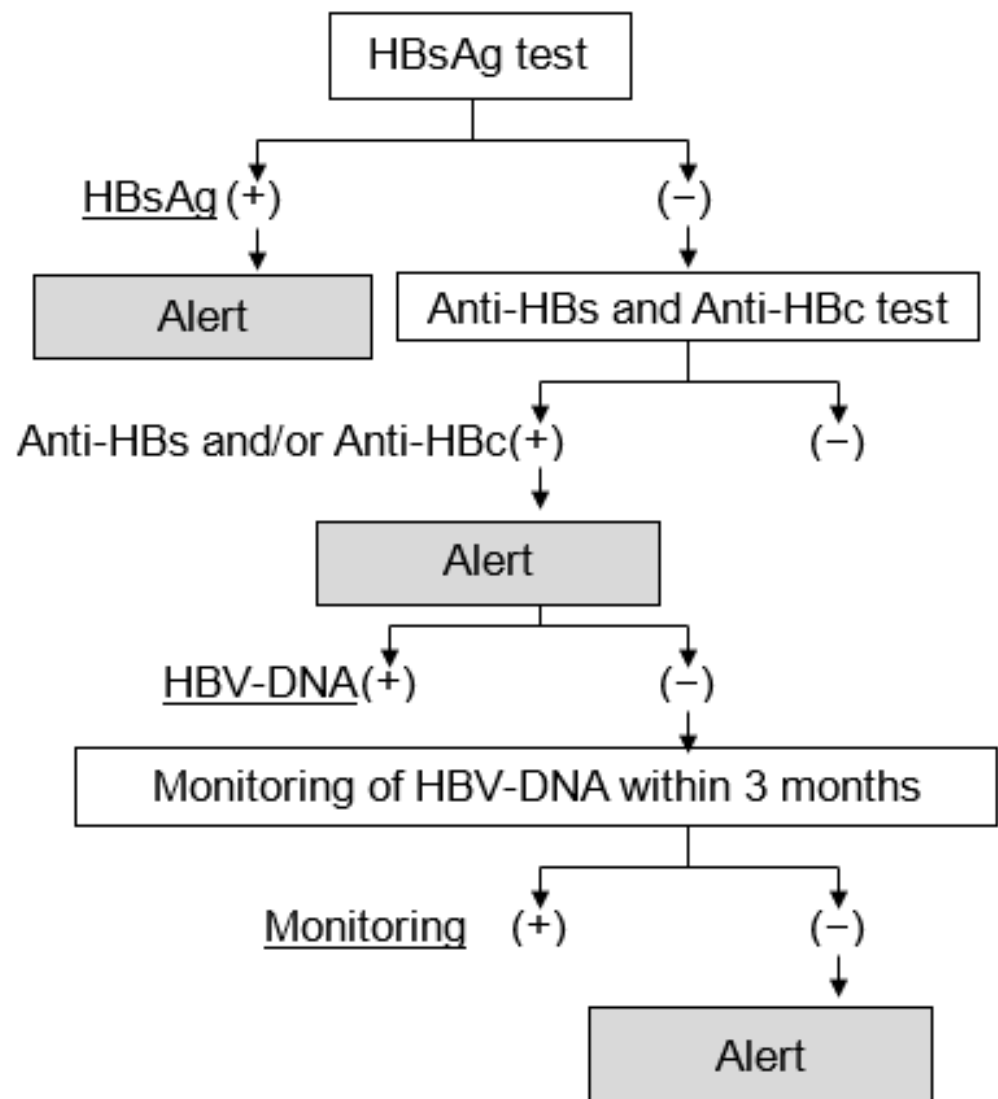 HBsAg test
HBsAg (+) (−)
Alert
Anti-HBs and Anti-HBc test
Anti-HBs and/or Anti-HBc(+) (−)
Alert
HBV-DNA(+) (−)
Monitoring of HBV-DNA within 3 months
Monitoring (+) (−)
Alert